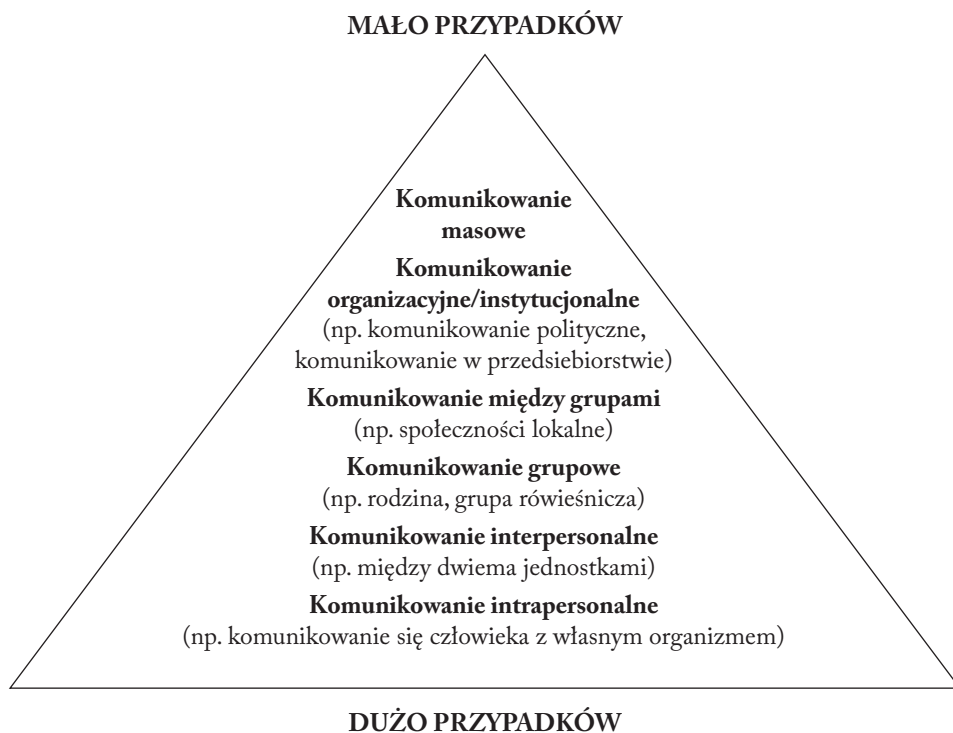 MAŁO PRZYPADKÓW
Komunikowanie
masowe
Komunikowanie
organizacyjne/instytucjonalne
(np. komunikowanie polityczne,
komunikowanie w przedsiebiorstwie)
Komunikowanie między grupami
(np. społeczności lokalne)
Komunikowanie grupowe
(np. rodzina, grupa rówieśnicza)
Komunikowanie interpersonalne
(np. między dwiema jednostkami)
Komunikowanie intrapersonalne
(np. komunikowanie się człowieka z własnym organizmem)
DUŻO PRZYPADKÓW